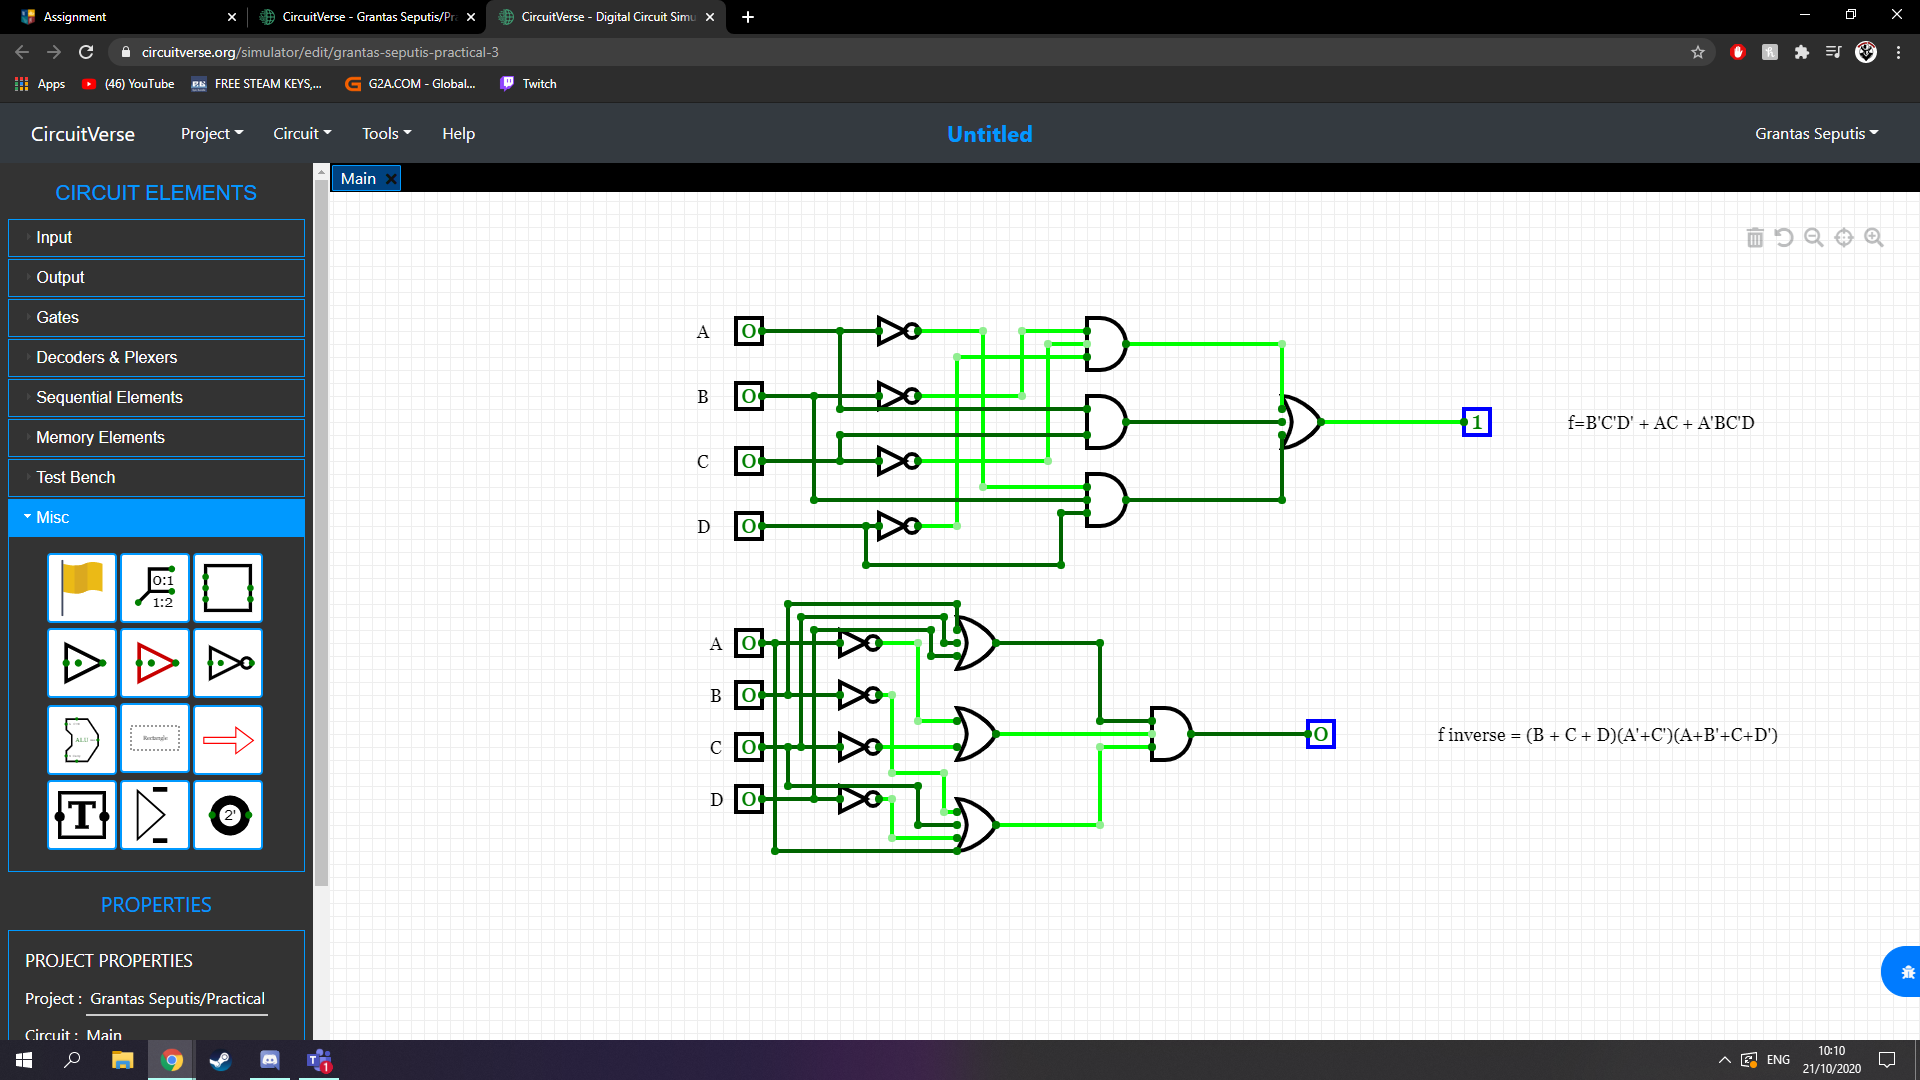 Assignment
CircuitVerse - Grantas Seputis/Pr
CircuitVerse - Digital Circuit Simu
circuitverse.org/simulator/edit/grantas-seputis-practical-3
Apps
(46) YouTube
FREE STEAM KEYS,...
G2A.COM - Global...
Twitch
CircuitVerse
Project
Circuit
Tools
Help
Untitled
Grantas Seputis
CIRCUIT ELEMENTS
Main
Input
Output
Gates
Decoders & Plexers
Sequential Elements
Memory Elements
Test Bench
Misc
0:1
1:2
ALU
Rectangle
T
2'
PROPERTIES
PROJECT PROPERTIES
Project : Grantas Seputis/Practical
Circuit : Main
A 0
B 0
C 0
D 0
1
f=B'C'D' + AC + A'BC'D
A 0
B 0
C 0
D 0
0
f inverse = (B + C + D)(A'+C')(A+B'+C+D')
1
ENG
10:10
21/10/2020